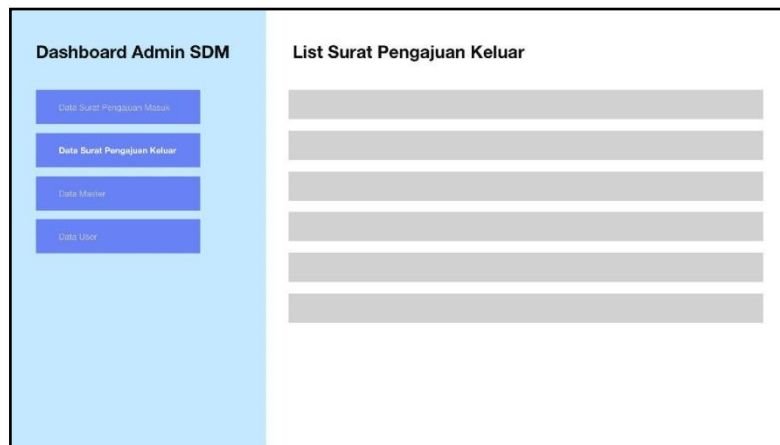 Dashboard Admin SDM
Data Surat Pengajuan Masuk
Data Surat Pengajuan Keluar
Data Master
Data User
List Surat Pengajuan Keluar